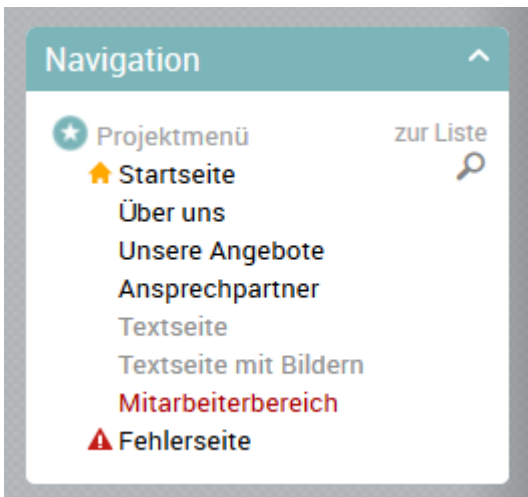 Navigation
Projektmenü zur Liste
Startseite
Über uns
Unsere Angebote
Ansprechpartner
Textseite
Textseite mit Bildern
Mitarbeiterbereich
Fehlerseite